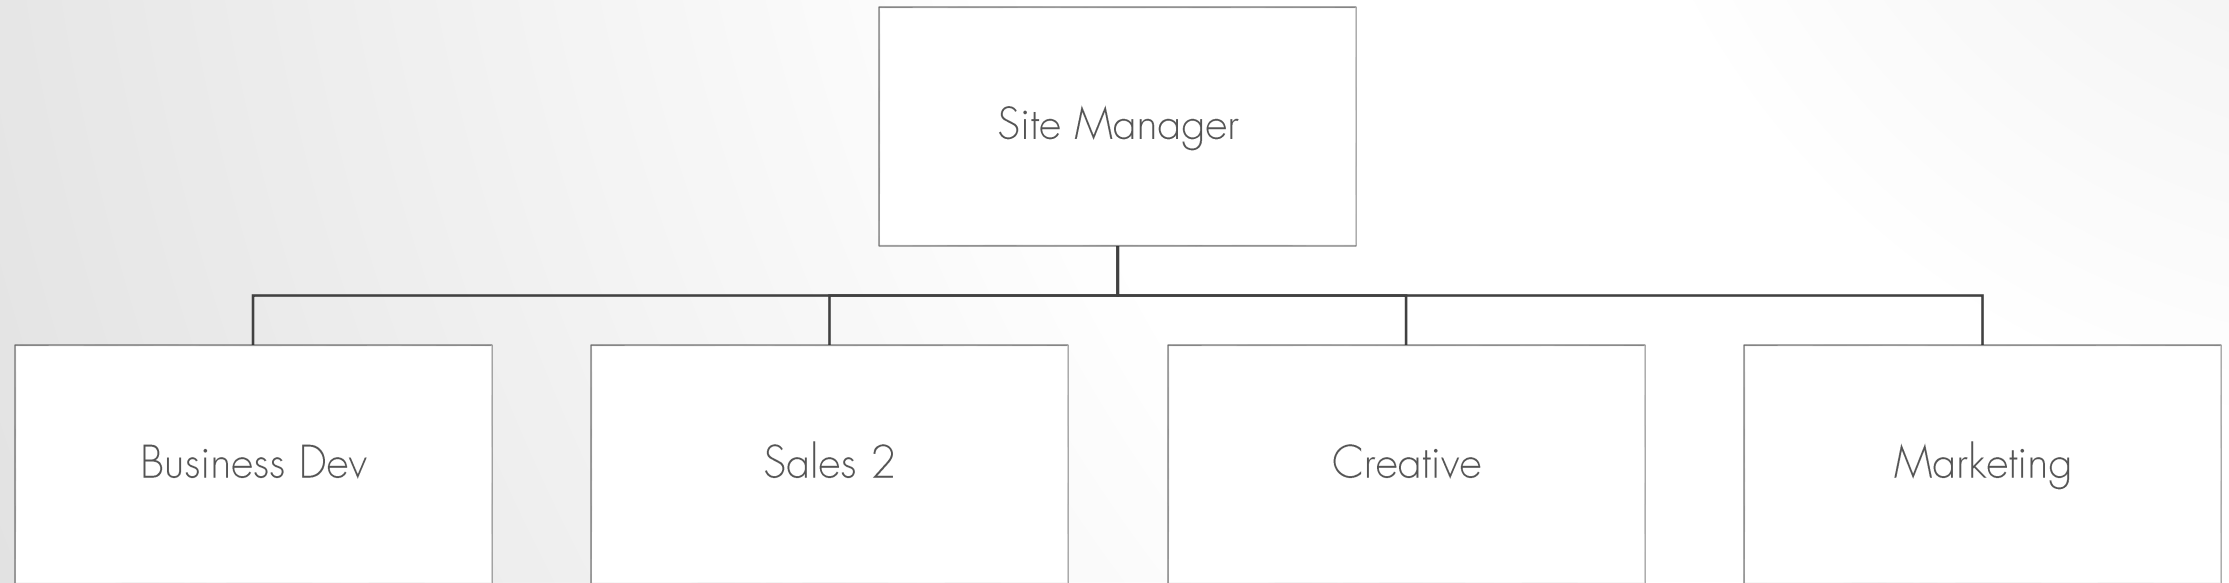 Site Manager
Business Dev
Sales 2
Creative
Marketing